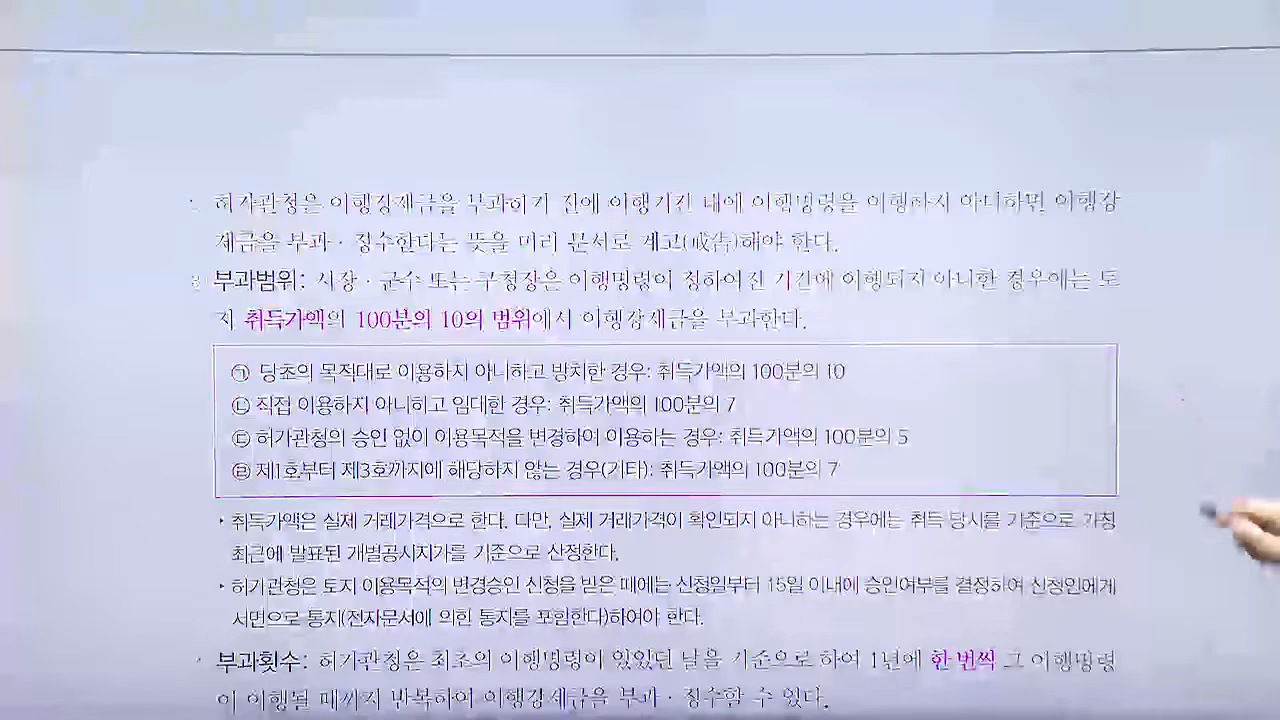 허가관청은 이행강제금을 부과하기 전에 이행기간 내에 이행명령을 이행하지 아니하면 이행강
제금을 부과·징수한다는 뜻을 미리 문서로 계고(戒告)해야 한다.
부과범위: 시장·군수 또는 구청장은 이행명령이 정하여진 기간에 이행되지 아니한 경우에는 토
지 취득가액의 100분의 10의 범위에서 이행강제금을 부과한다.
㉠ 당초의 목적대로 이용하지 아니하고 방치한 경우: 취득가액의 100분의 10
㉡ 직접 이용하지 아니하고 임대한 경우: 취득가액의 100분의 7
㉢ 허가관청의 승인 없이 이용목적을 변경하여 이용하는 경우: 취득가액의 100분의 5
㉣ 제1호부터 제3호까지에 해당하지 않는 경우(기타): 취득가액의 100분의 7
‣ 취득가액은 실제 거래가격으로 한다. 다만, 실제 거래가격이 확인되지 아니하는 경우에는 취득 당시를 기준으로 가장
최근에 발표된 개별공시지가를 기준으로 산정한다.
‣ 허가관청은 토지 이용목적의 변경승인 신청을 받은 때에는 신청일부터 15일 이내에 승인여부를 결정하여 신청인에게
서면으로 통지(전자문서에 의한 통지를 포함한다)하여야 한다.
부과횟수: 허가관청은 최초의 이행명령이 있었던 날을 기준으로 하여 1년에 한 번씩 그 이행명령
이 이행될 때까지 반복하여 이행강제금을 부과·징수할 수 있다.